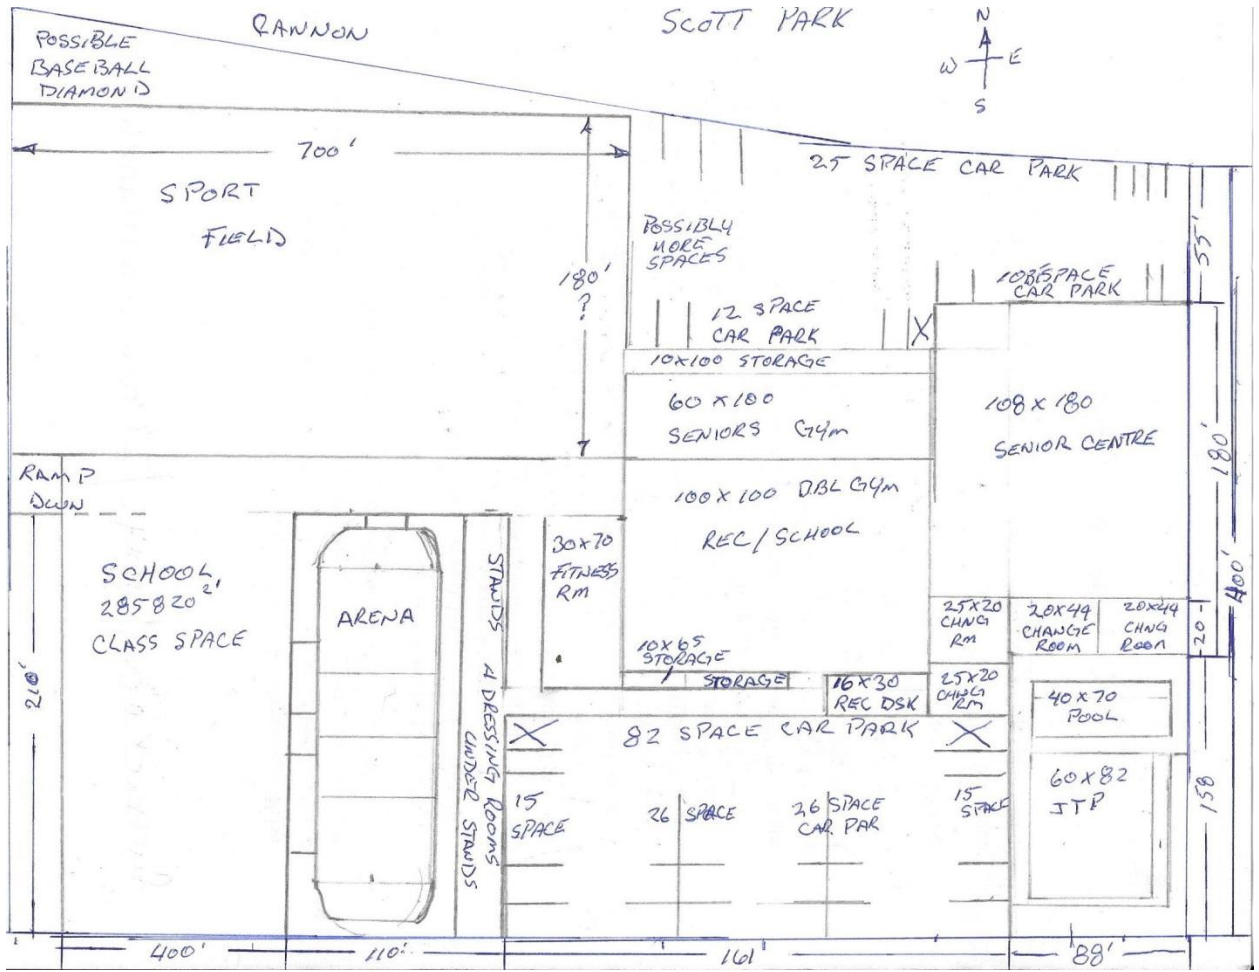 CANNON
SCOTT PARK
POSSIBLE
BASEBALL
DIAMOND
N
W E
S
700'
SPORT
FIELD
180'
?
25 SPACE CAR PARK
POSSIBLY
MORE
SPACES
55'
SPACE
CAR PARK
12 SPACE
CAR PARK
X
10X100 STORAGE
60 X 100
SENIORS GYM
108 X 180
SENIOR CENTRE
180'
400'
RAMP
DWN
100 X 100 DBL GYM
REC / SCHOOL
SCHOOL
CLASS SPACE
210'
ARENA
STANDS
4 DRESSING ROOMS
UNDER STANDS
30X70
FITNESS
RM
10X65
STORAGE
STORAGE
16X30
REC DSK
25X20
CHNG
RM
20X44
CHANGE
ROOM
20X44
CHNG
ROOM
20
25X20
CHNG
RM
40X70
POOL
X 82 SPACE CAR PARK X
60X82
JTP
158
15
SPACE
26 SPACE
26 SPACE
CAR PAR
15
SPACE
400' 110' 161' 88'